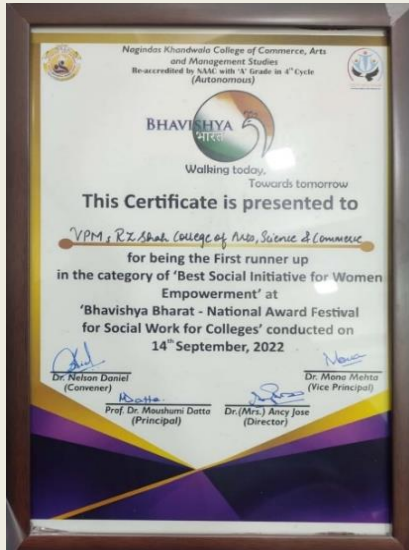 Nagindas Khandwala College of Commerce, Arts
and Management Studies
Re-accredited by NAAC with 'A' Grade in 4th Cycle
(Autonomous)
BHAVISHYA
भारत
Walking today,
Towards tomorrow
This Certificate is presented to
VPM's RZ Shah College of Arts, Science & Commerce
for being the First runner up
in the category of 'Best Social Initiative for Women
Empowerment' at
'Bhavishya Bharat - National Award Festival
for Social Work for Colleges' conducted on
14th September, 2022
Dr. Nelson Daniel
(Convener)
Dr. Mona Mehta
(Vice Principal)
Prof. Dr. Moushumi Datta
(Principal)
Dr.(Mrs.) Ancy Jose
(Director)